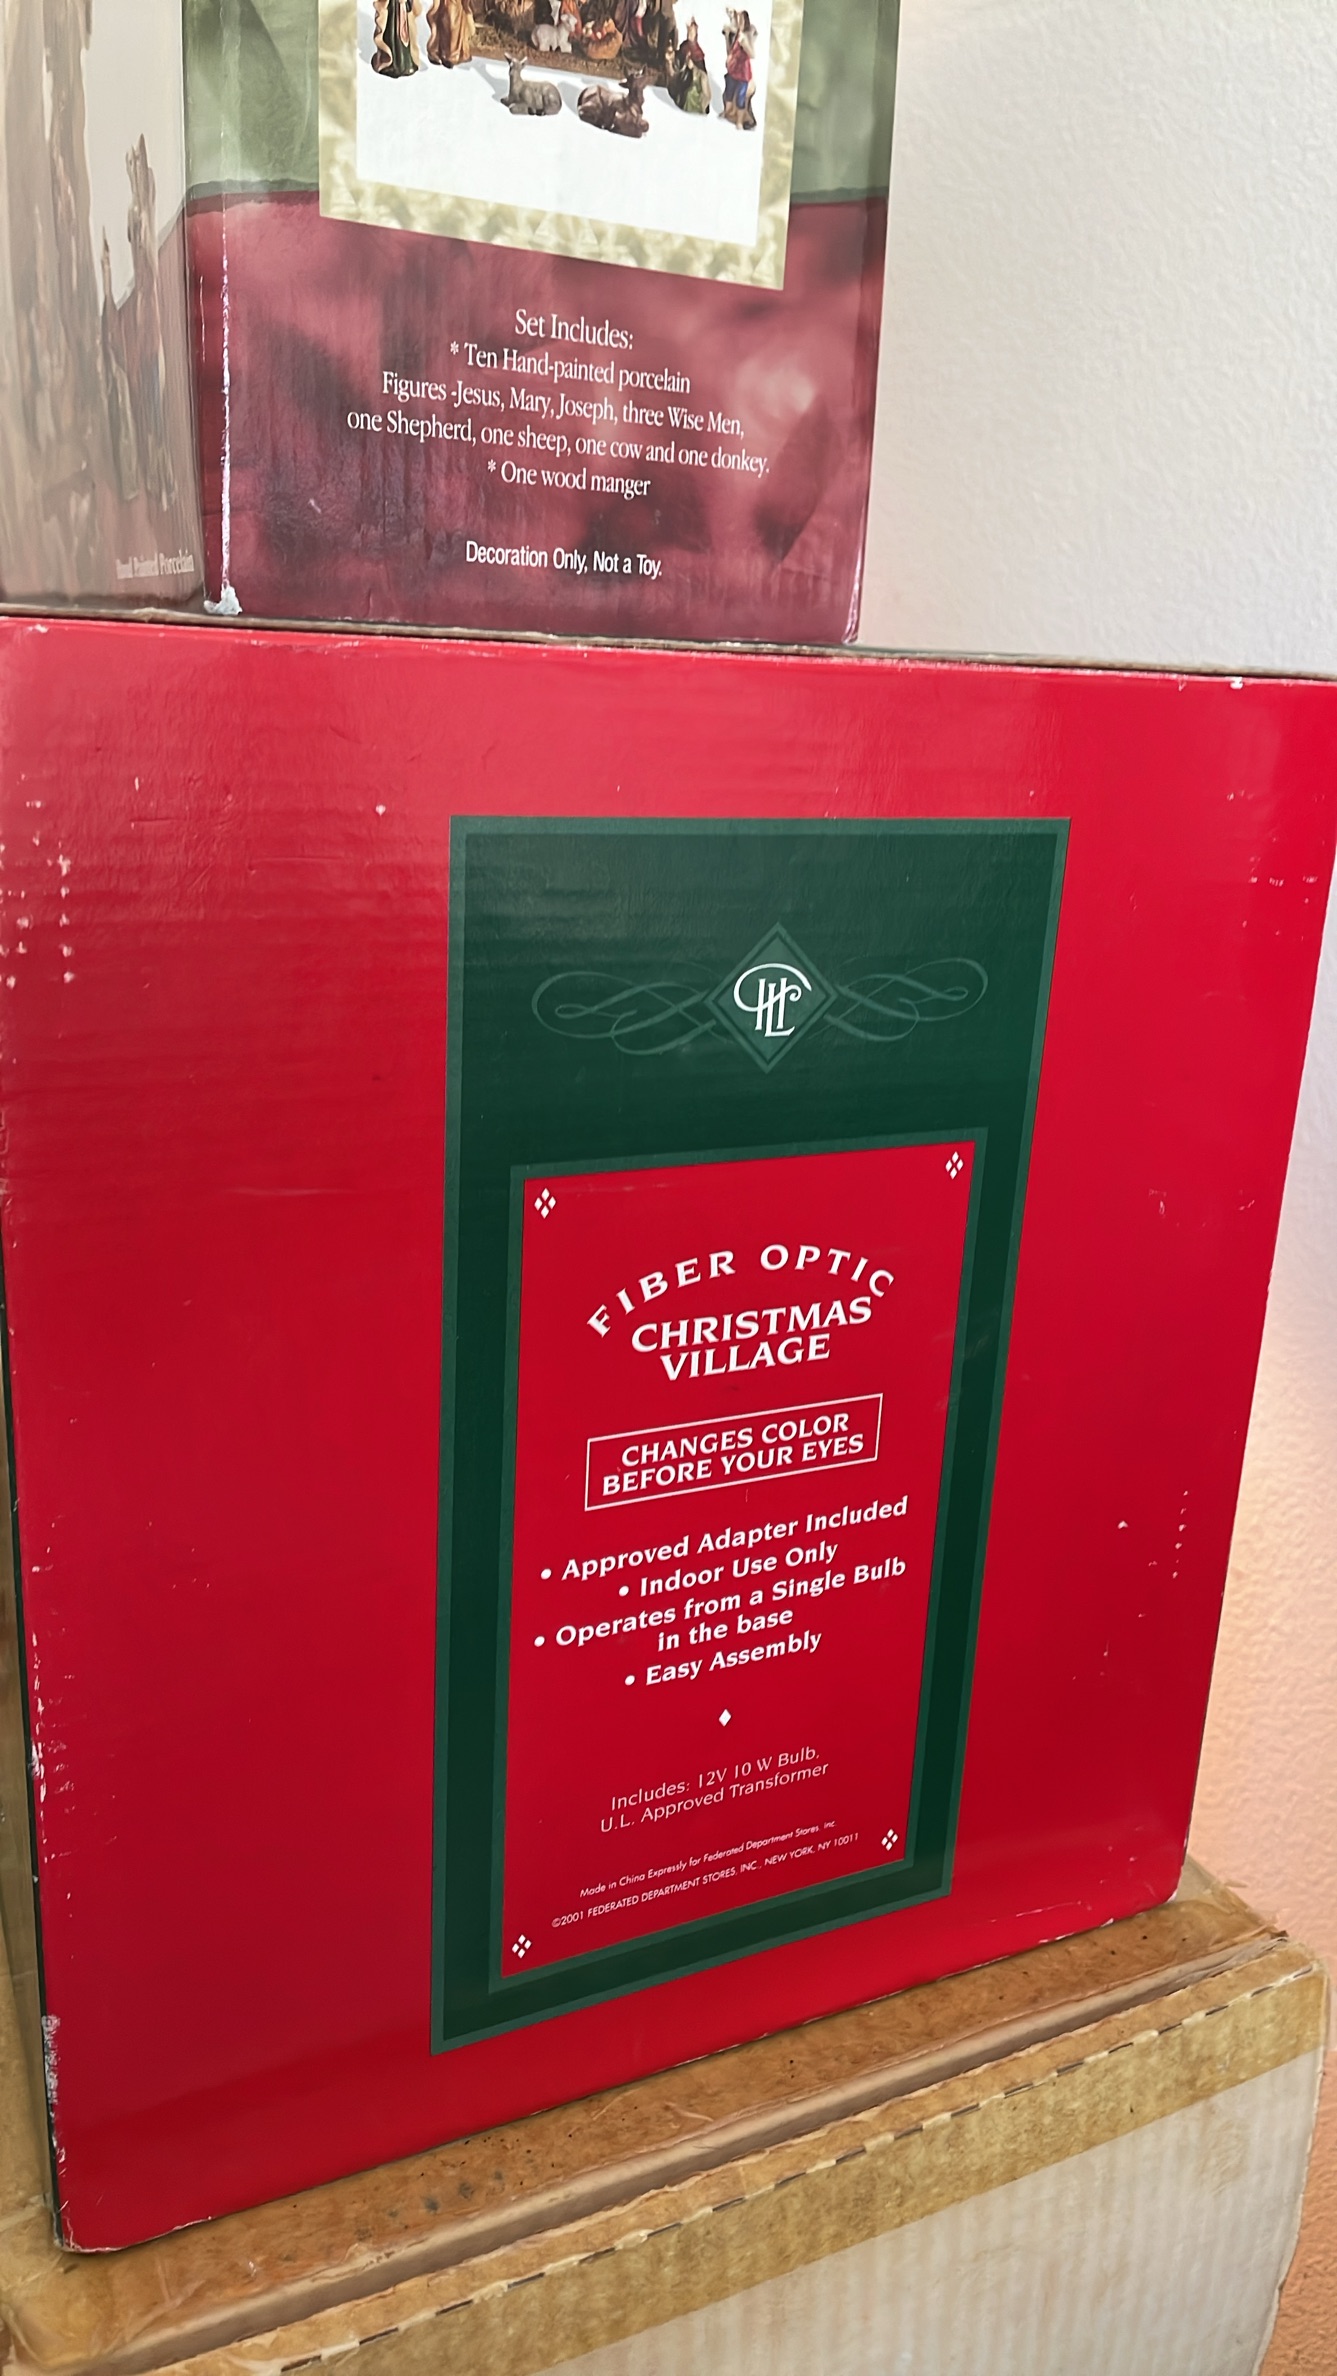 Set Includes:
* Ten Hand-painted porcelain
Figures -Jesus, Mary, Joseph, three Wise Men,
one Shepherd, one sheep, one cow and one donkey.
* One wood manger
Decoration Only, Not a Toy.
Hand Painted Porcelain
FIBER OPTIC
CHRISTMAS
VILLAGE
CHANGES COLOR
BEFORE YOUR EYES
• Approved Adapter Included
• Indoor Use Only
• Operates from a Single Bulb
in the base
• Easy Assembly
Includes: 12V 10 W Bulb,
U.L. Approved Transformer
Made in China Expressly for Federated Department Stores, Inc.
©2001 FEDERATED DEPARTMENT STORES, INC., NEW YORK, NY 10011